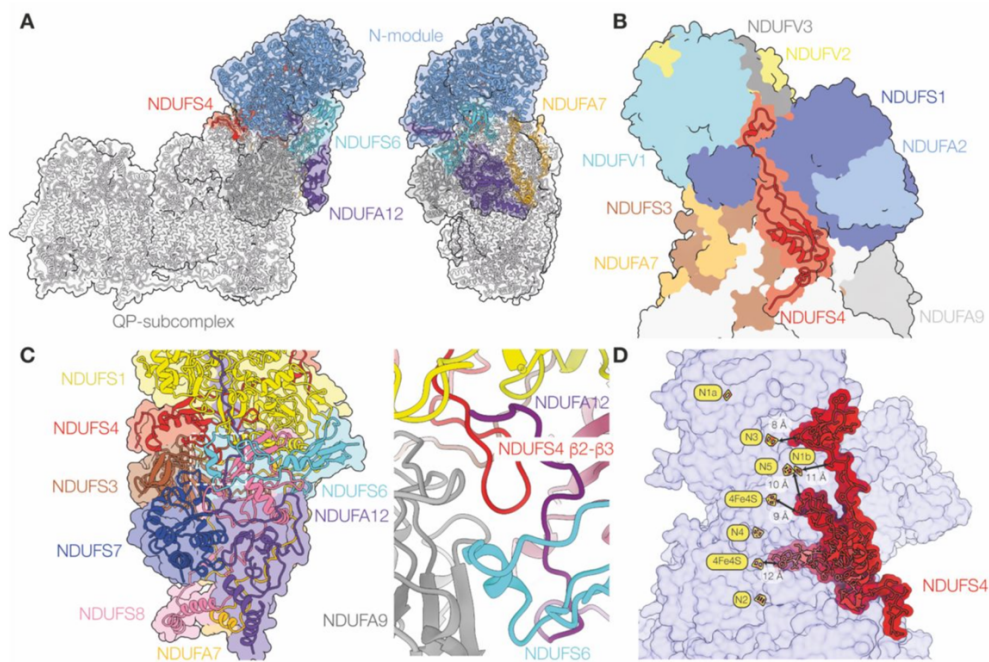 A
N-module
NDUFS4
NDUFS6
NDUFA12
NDUFA7
QP-subcomplex
B
NDUFV3
NDUFV2
NDUFS1
NDUFA2
NDUFV1
NDUFS3
NDUFA7
NDUFS4
NDUFA9
C
NDUFS1
NDUFS4
NDUFS3
NDUFS6
NDUFA12
NDUFS7
NDUFS8
NDUFA7
NDUFA12
NDUFS4 β2-β3
NDUFA9
NDUFS6
D
N1a
8 Å
N3
N1b
N5
10 Å
11 Å
4Fe4S
9 Å
N4
4Fe4S
12 Å
N2
NDUFS4